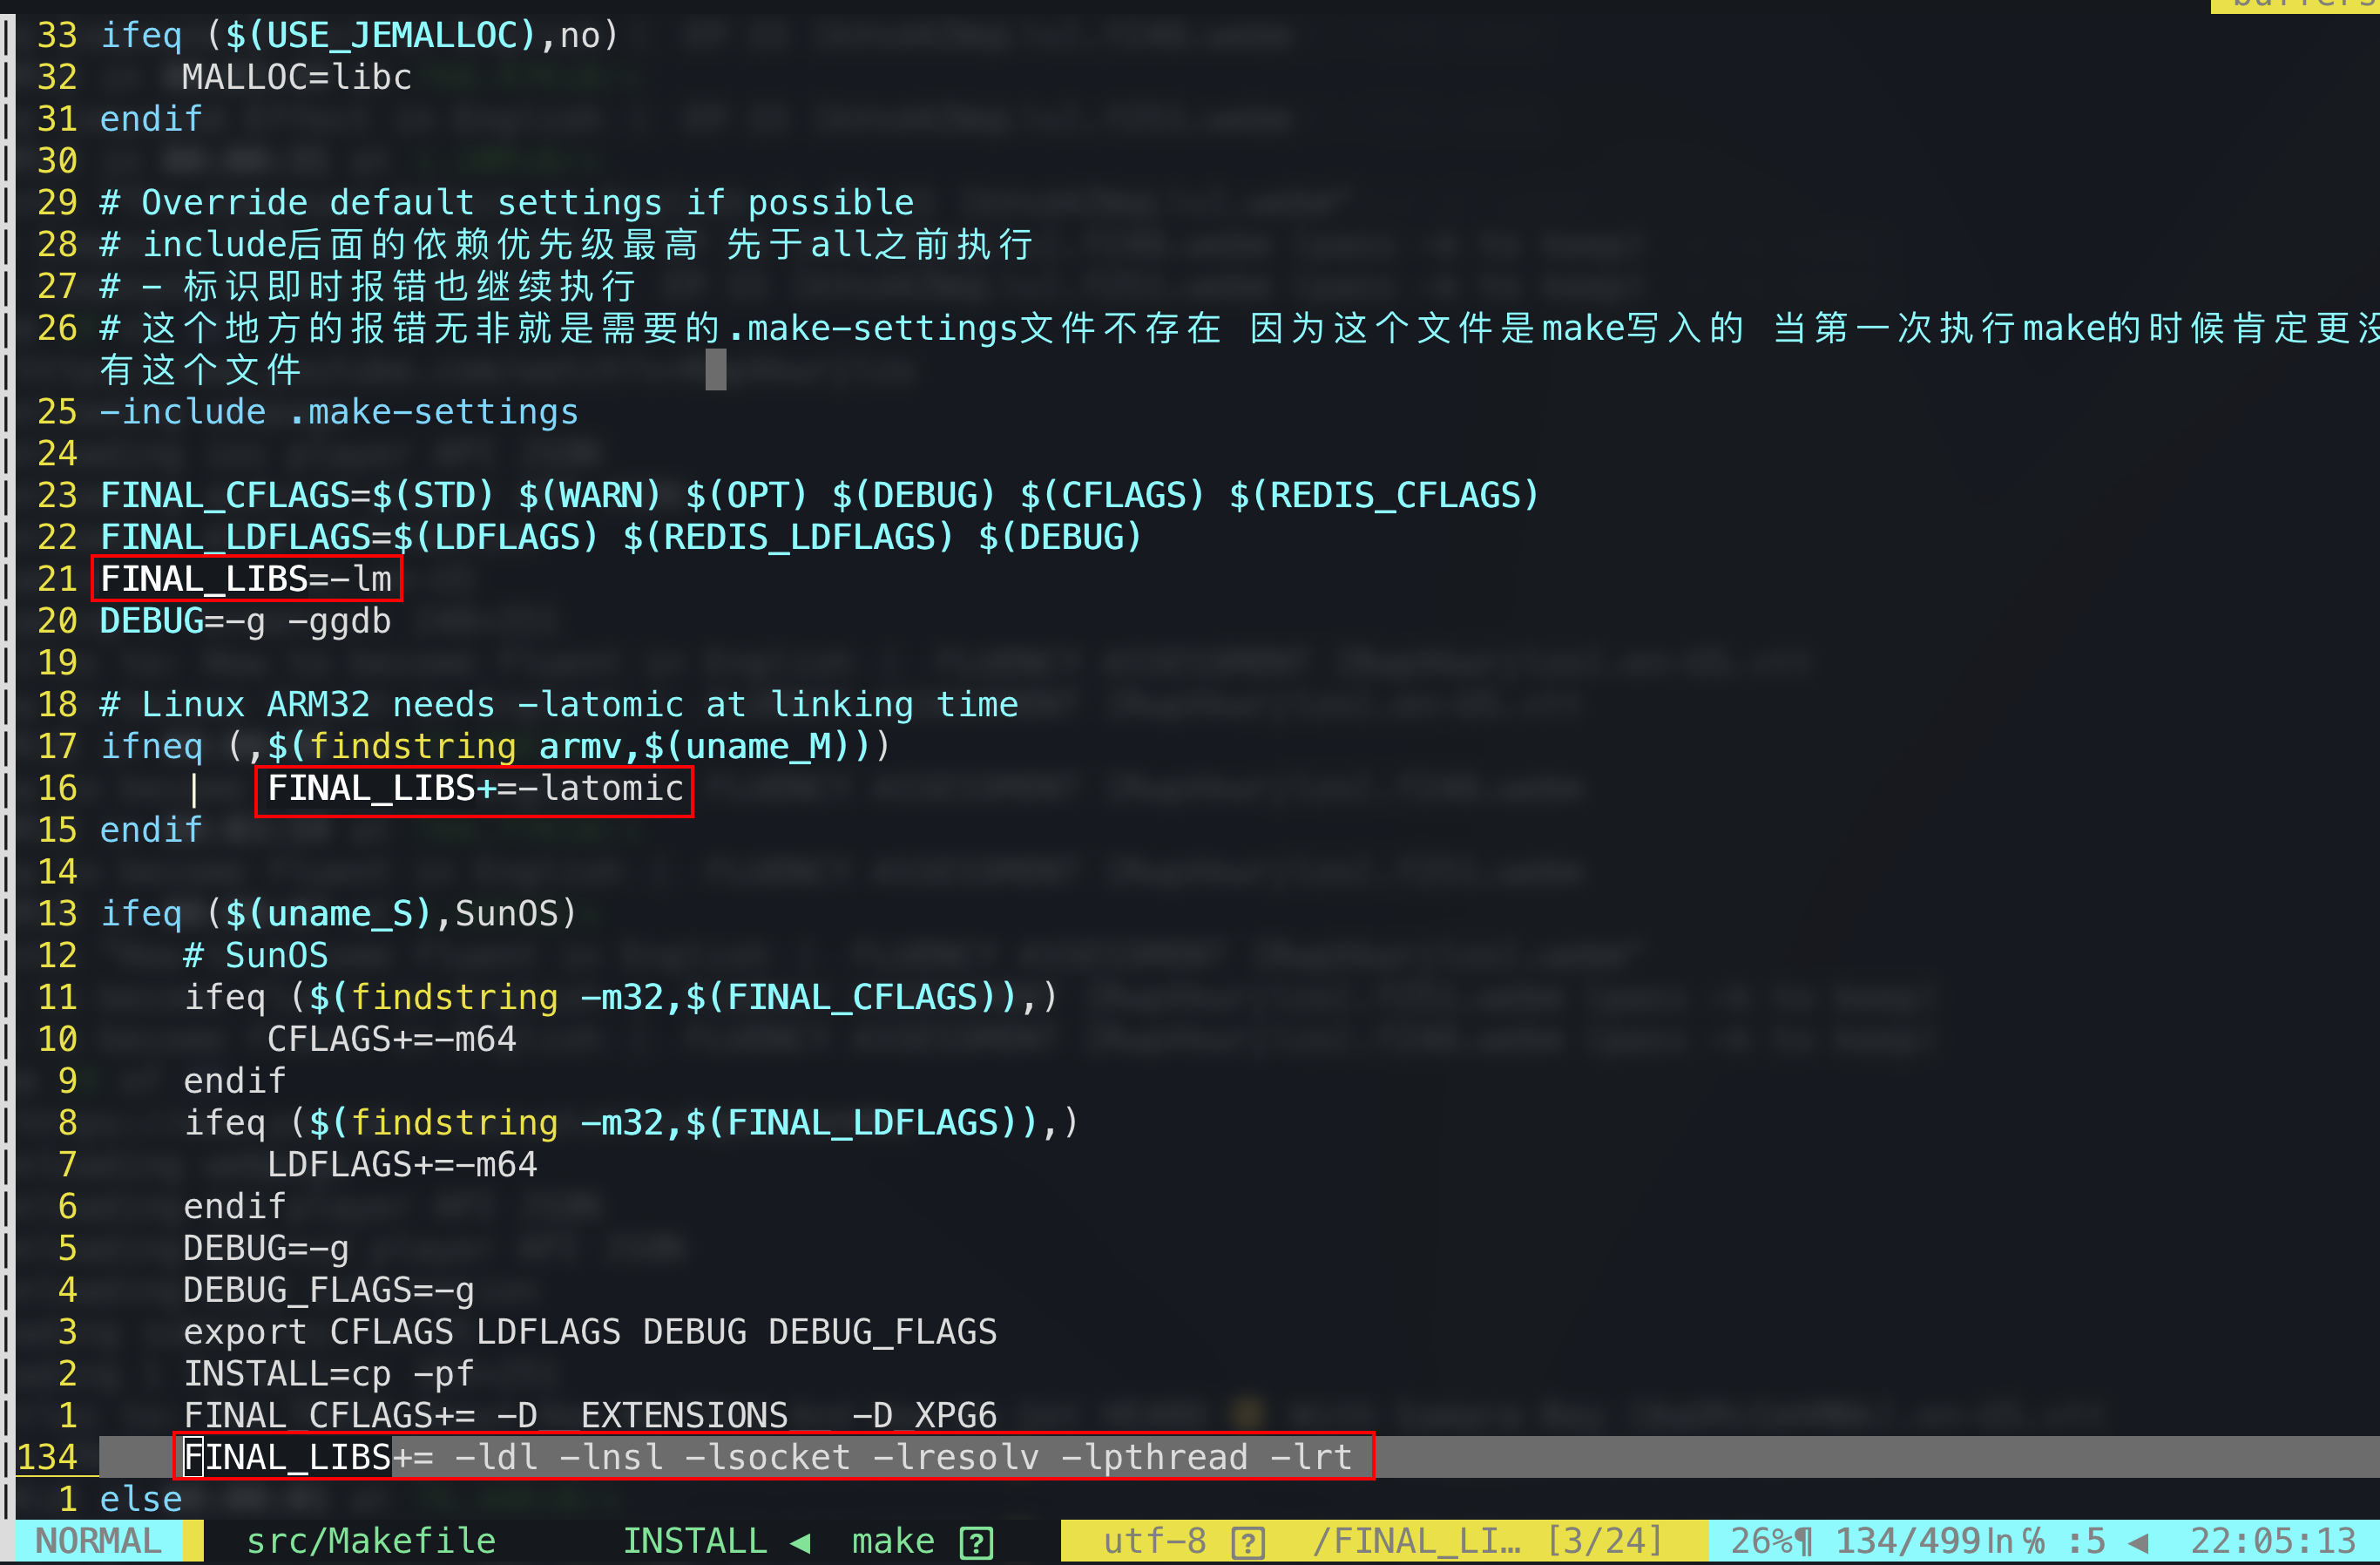 buffers
33 ifeq ($(USE_JEMALLOC),no)
32     MALLOC=libc
31 endif
30
29 # Override default settings if possible
28 # include后面的依赖优先级最高 先于all之前执行
27 # - 标识即时报错也继续执行
26 # 这个地方的报错无非就是需要的.make-settings文件不存在 因为这个文件是make写入的 当第一次执行make的时候肯定更没
有这个文件
25 -include .make-settings
24
23 FINAL_CFLAGS=$(STD) $(WARN) $(OPT) $(DEBUG) $(CFLAGS) $(REDIS_CFLAGS)
22 FINAL_LDFLAGS=$(LDFLAGS) $(REDIS_LDFLAGS) $(DEBUG)
21 FINAL_LIBS=-lm
20 DEBUG=-g -ggdb
19
18 # Linux ARM32 needs -latomic at linking time
17 ifneq (,$(findstring armv,$(uname_M)))
16     |   FINAL_LIBS+=-latomic
15 endif
14
13 ifeq ($(uname_S),SunOS)
12     # SunOS
11     ifeq ($(findstring -m32,$(FINAL_CFLAGS)),)
10         CFLAGS+=-m64
9     endif
8     ifeq ($(findstring -m32,$(FINAL_LDFLAGS)),)
7         LDFLAGS+=-m64
6     endif
5     DEBUG=-g
4     DEBUG_FLAGS=-g
3     export CFLAGS LDFLAGS DEBUG DEBUG_FLAGS
2     INSTALL=cp -pf
1     FINAL_CFLAGS+= -D__EXTENSIONS__ -D_XPG6
134     FINAL_LIBS+= -ldl -lnsl -lsocket -lresolv -lpthread -lrt
1 else
NORMAL src/Makefile INSTALL ◀ make [?] utf-8 [?] /FINAL_LI… [3/24] 26%¶ 134/499㏑ ℅ :5 ◀ 22:05:13